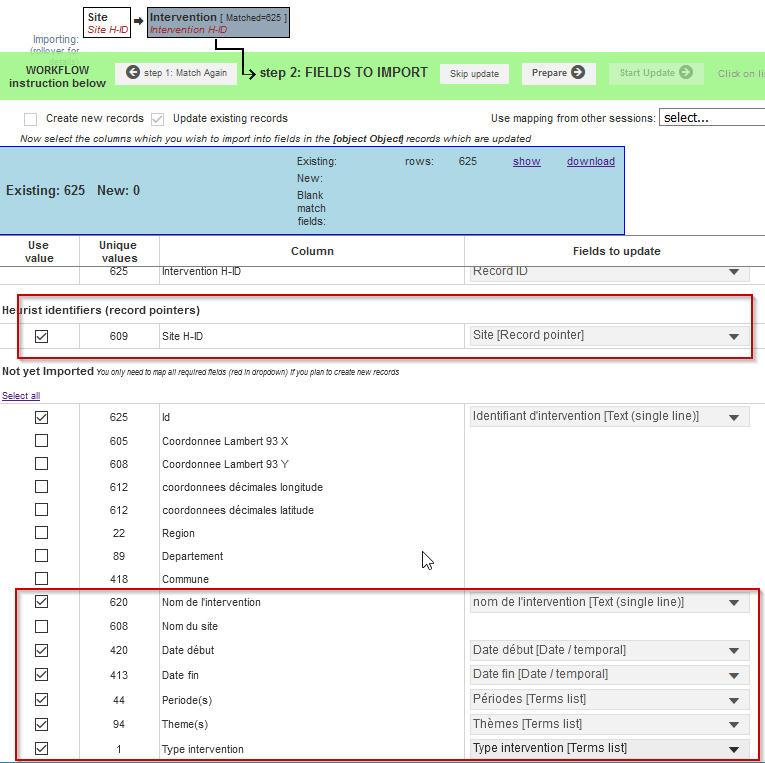 Site
Site H-ID
Intervention [ Matched=625 ]
Intervention H-ID
Importing:
(rollover for
WORKFLOW
instruction below
step 1: Match Again
step 2: FIELDS TO IMPORT
Skip update
Prepare
Start Update
Click on li
Create new records
Update existing records
Use mapping from other sessions:
select...
Now select the columns which you wish to import into fields in the [object Object] records which are updated
Existing: 625 New: 0
Existing: rows: 625 show download
New:
Blank
match
fields:
Use value
Unique values
Column
Fields to update
625 Intervention H-ID Record ID
Heurist identifiers (record pointers)
609 Site H-ID Site [Record pointer]
Not yet Imported You only need to map all required fields (red in dropdown) if you plan to create new records
Select all
625 Id Identifiant d'intervention [Text (single line)]
605 Coordonnee Lambert 93 X
608 Coordonnee Lambert 93 Y
612 coordonnees décimales longitude
612 coordonnees décimales latitude
22 Region
89 Departement
418 Commune
620 Nom de l'intervention nom de l'intervention [Text (single line)]
608 Nom du site
420 Date début Date début [Date / temporal]
413 Date fin Date fin [Date / temporal]
44 Periode(s) Périodes [Terms list]
94 Theme(s) Thèmes [Terms list]
1 Type intervention Type intervention [Terms list]